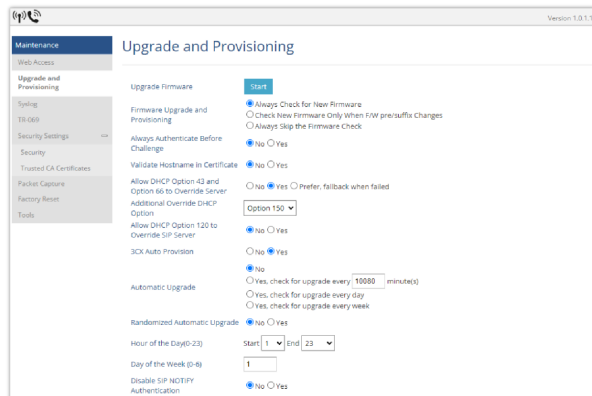 Version 1.0.1.1
Maintenance
Web Access
Upgrade and
Provisioning
Syslog
TR-069
Security Settings
Security
Trusted CA Certificates
Packet Capture
Factory Reset
Tools
Upgrade and Provisioning
Upgrade Firmware Start
Firmware Upgrade and
Provisioning
Always Check for New Firmware
Check New Firmware Only When F/W pre/suffix Changes
Always Skip the Firmware Check
Always Authenticate Before
Challenge
No Yes
Validate Hostname in Certificate No Yes
Allow DHCP Option 43 and
Option 66 to Override Server
No Yes Prefer, fallback when failed
Additional Override DHCP
Option
Option 150
Allow DHCP Option 120 to
Override SIP Server
No Yes
3CX Auto Provision No Yes
Automatic Upgrade
No
Yes, check for upgrade every 10080 minute(s)
Yes, check for upgrade every day
Yes, check for upgrade every week
Randomized Automatic Upgrade No Yes
Hour of the Day(0-23) Start 1 End 23
Day of the Week (0-6) 1
Disable SIP NOTIFY
Authentication
No Yes